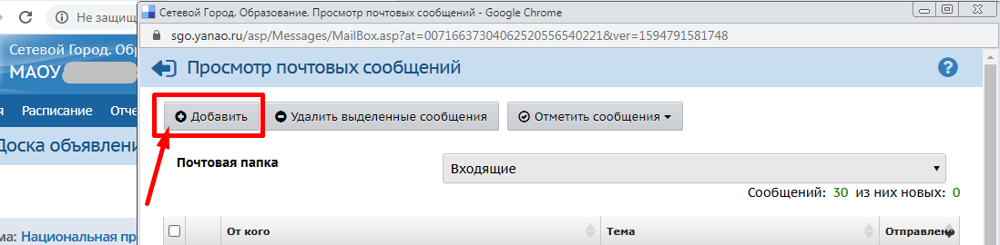 Сетевой Город. Образование. Просмотр почтовых сообщений - Google Chrome
Не защищ
sgo.yanao.ru/asp/Messages/MailBox.asp?at=00716637304062520556540221&ver=1594791581748
Сетевой Город. Обр
МАОУ
Просмотр почтовых сообщений
?
я Расписание Отче
Добавить
Удалить выделенные сообщения
Отметить сообщения
Доска объявлени
Почтовая папка
Входящие
Сообщений: 30 из них новых: 0
От кого
Тема
Отправлено
ма: Национальная пр